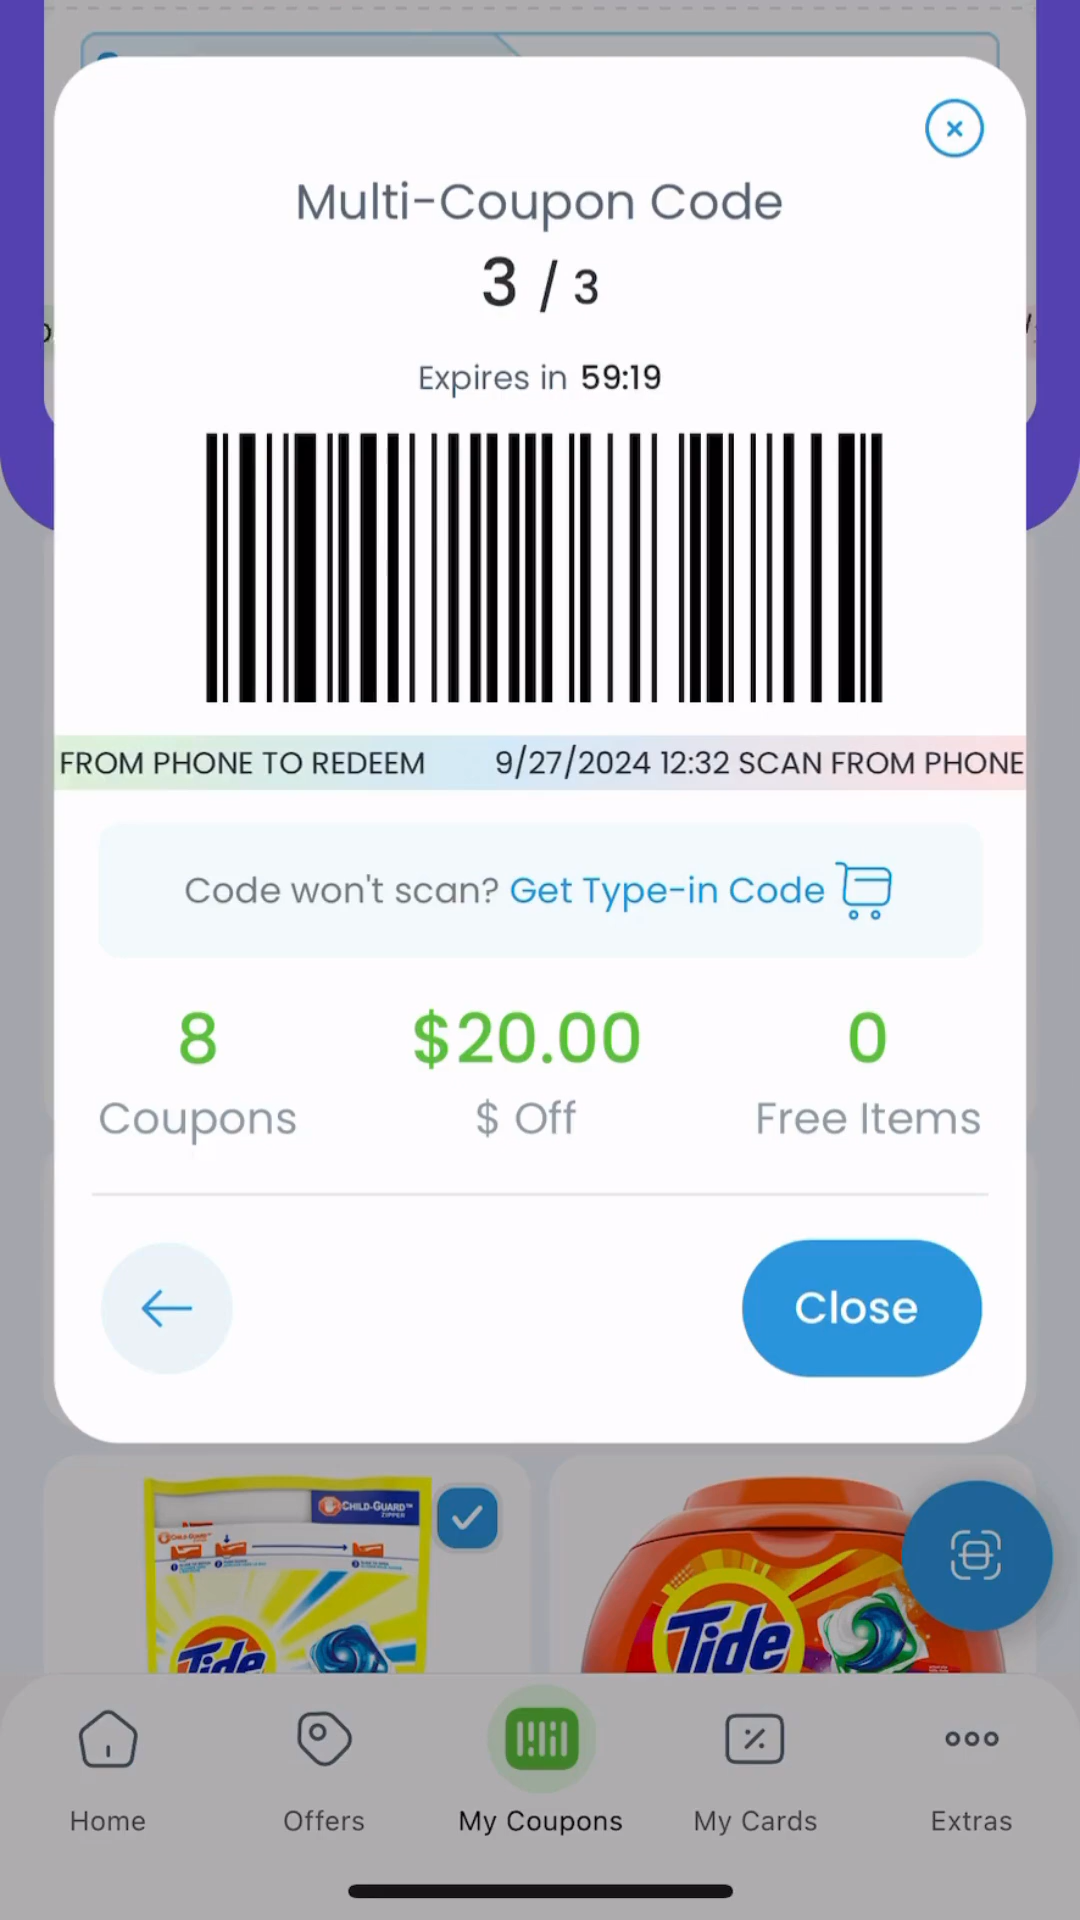 Multi-Coupon Code
3 / 3
Expires in 59:19
FROM PHONE TO REDEEM 9/27/2024 12:32 SCAN FROM PHONE
Code won't scan? Get Type-in Code
8 $20.00 0
Coupons $ Off Free Items
Close
CHILD-GUARD™
ZIPPER
Tide Tide
Home Offers My Coupons My Cards Extras